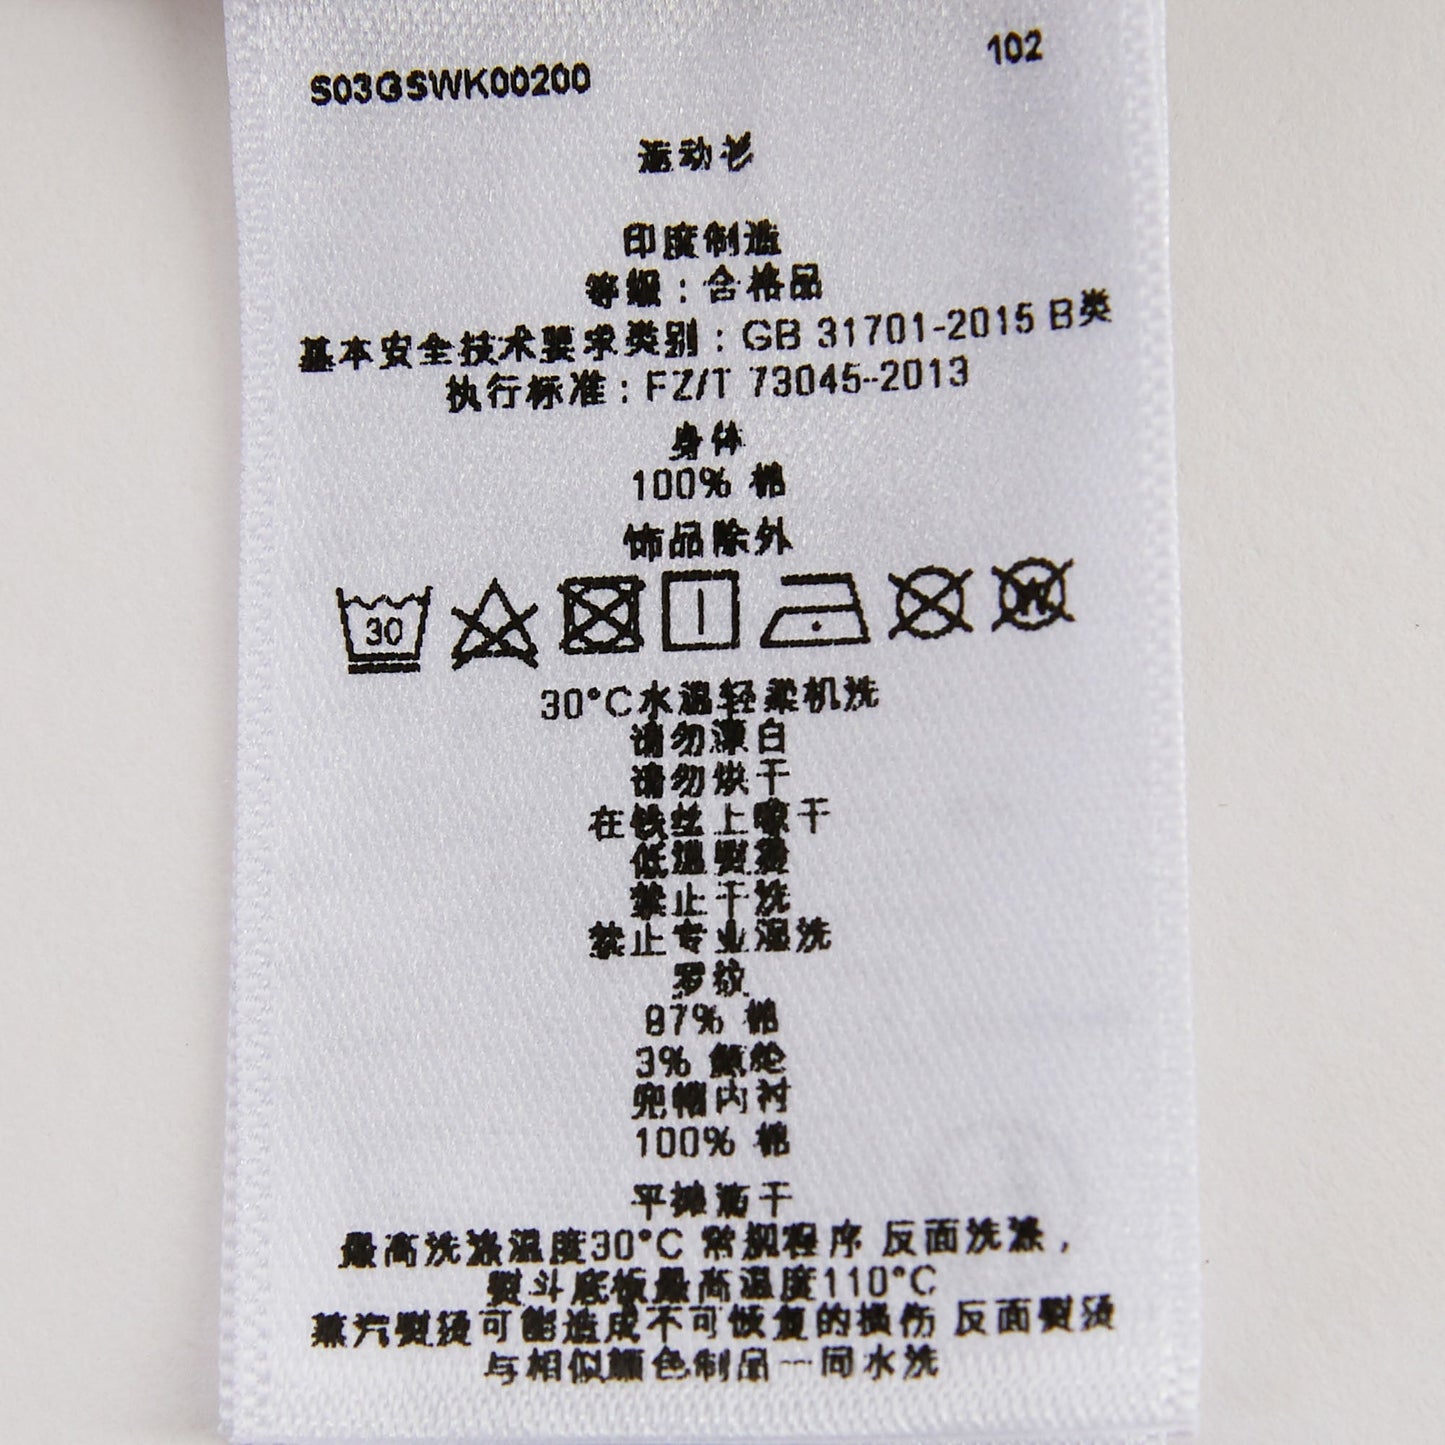 S03GSWK00200 102
运动衫
印度制造
等级：合格品
基本安全技术要求类别：GB 31701-2015 B类
执行标准：FZ/T 73045-2013
身体
100% 棉
饰品除外
30
W
30°C水温轻柔机洗
请勿漂白
请勿烘干
在铁丝上晾干
低温熨烫
禁止干洗
禁止专业湿洗
罗纹
97% 棉
3% 氨纶
兜帽内衬
100% 棉
平摊滴干
最高洗涤温度30°C 常规程序 反面洗涤，
熨斗底板最高温度110°C
蒸汽熨烫可能造成不可恢复的损伤 反面熨烫
与相似颜色制品一同水洗